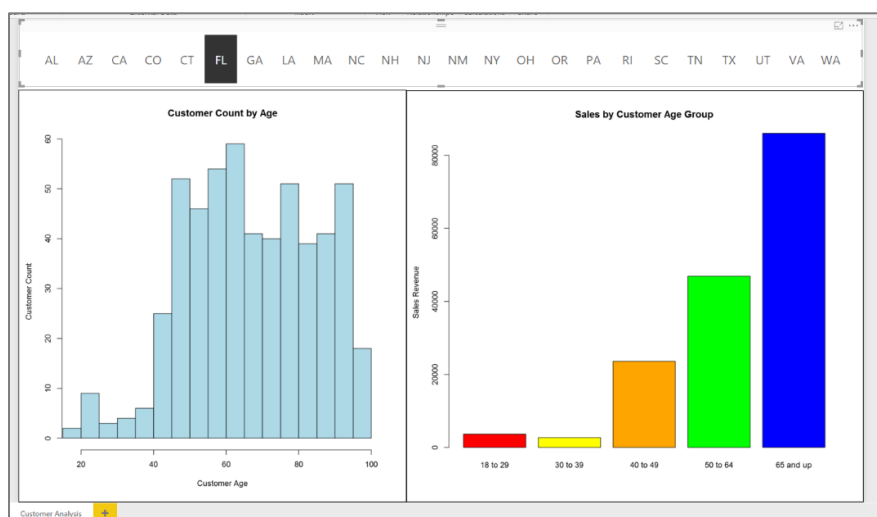 AL AZ CA CO CT FL GA LA MA NC NH NJ NM NY OH OR PA RI SC TN TX UT VA WA
Customer Count by Age
Customer Count
0
10
20
30
40
50
60
20 40 60 80 100
Customer Age
Sales by Customer Age Group
Sales Revenue
0
20000
40000
60000
80000
18 to 29 30 to 39 40 to 49 50 to 64 65 and up
Customer Analysis